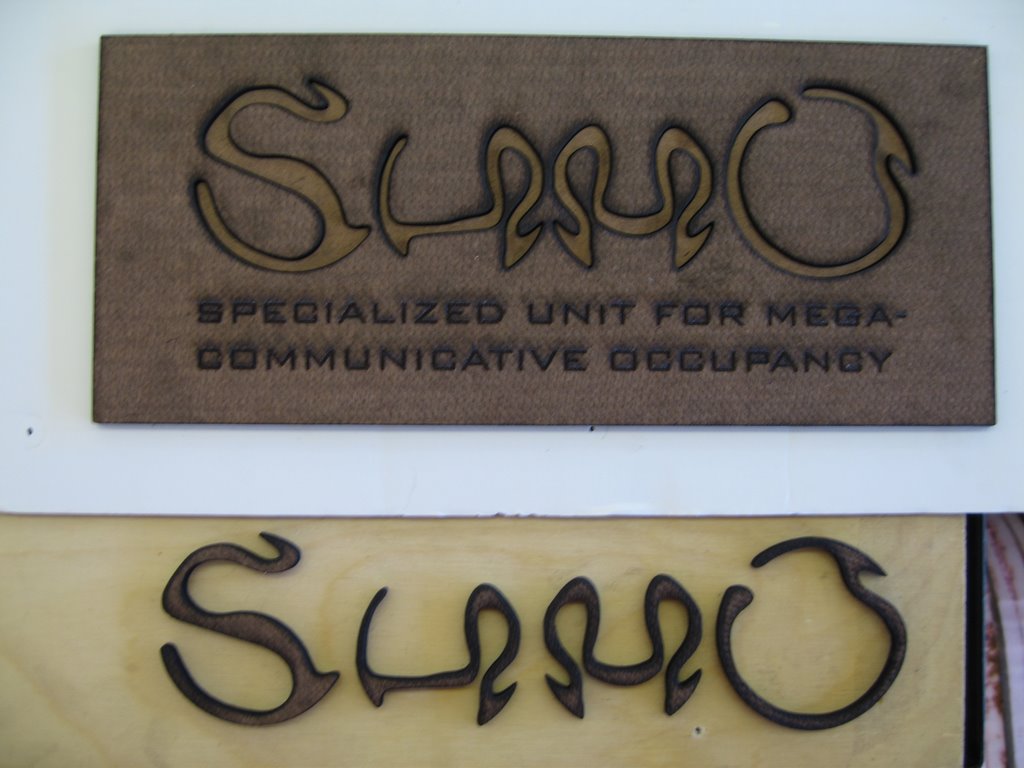 SUMO
SPECIALIZED UNIT FOR MEGA-
COMMUNICATIVE OCCUPANCY
SUMO